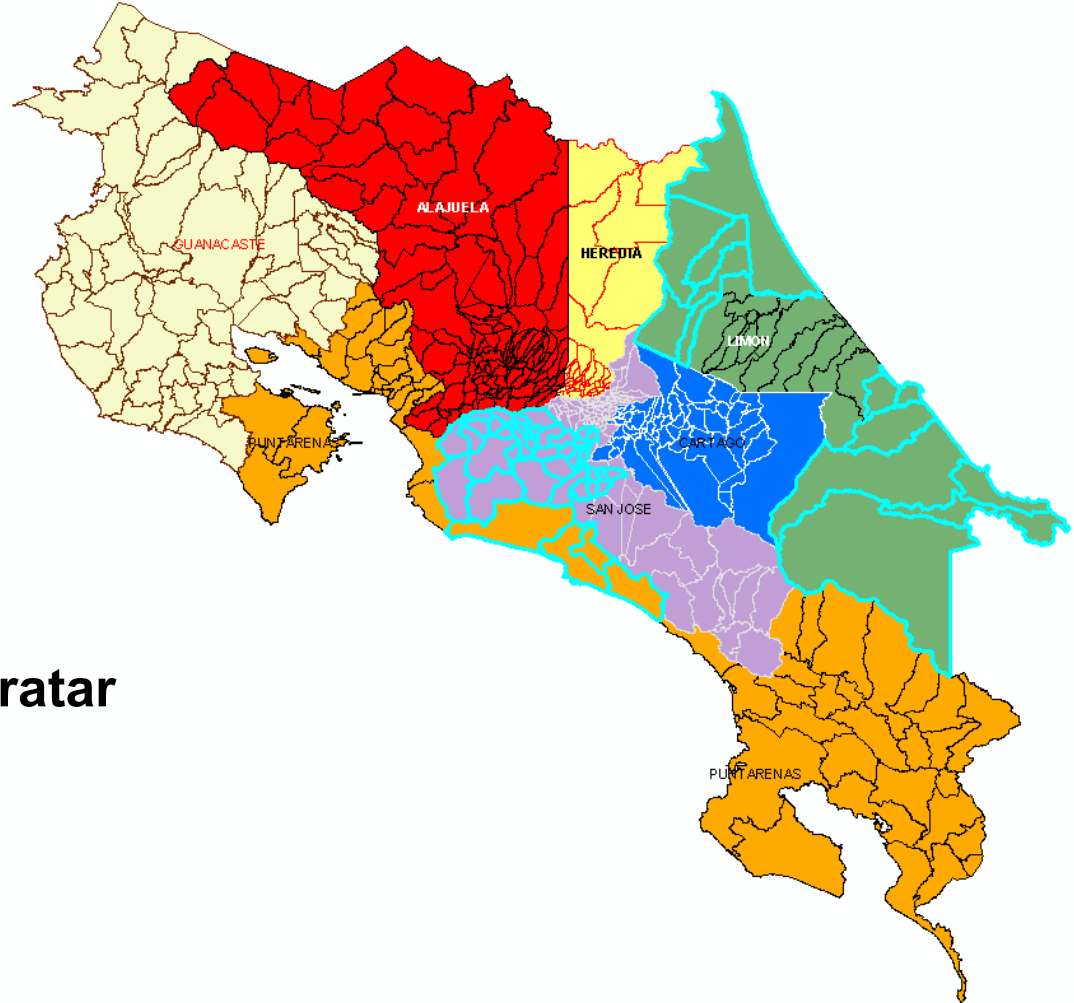 ALAJUELA
GUANACASTE
HEREDIA
LIMON
PUNTARENAS
CARTAGO
SAN JOSE
ratar
PUNTARENAS